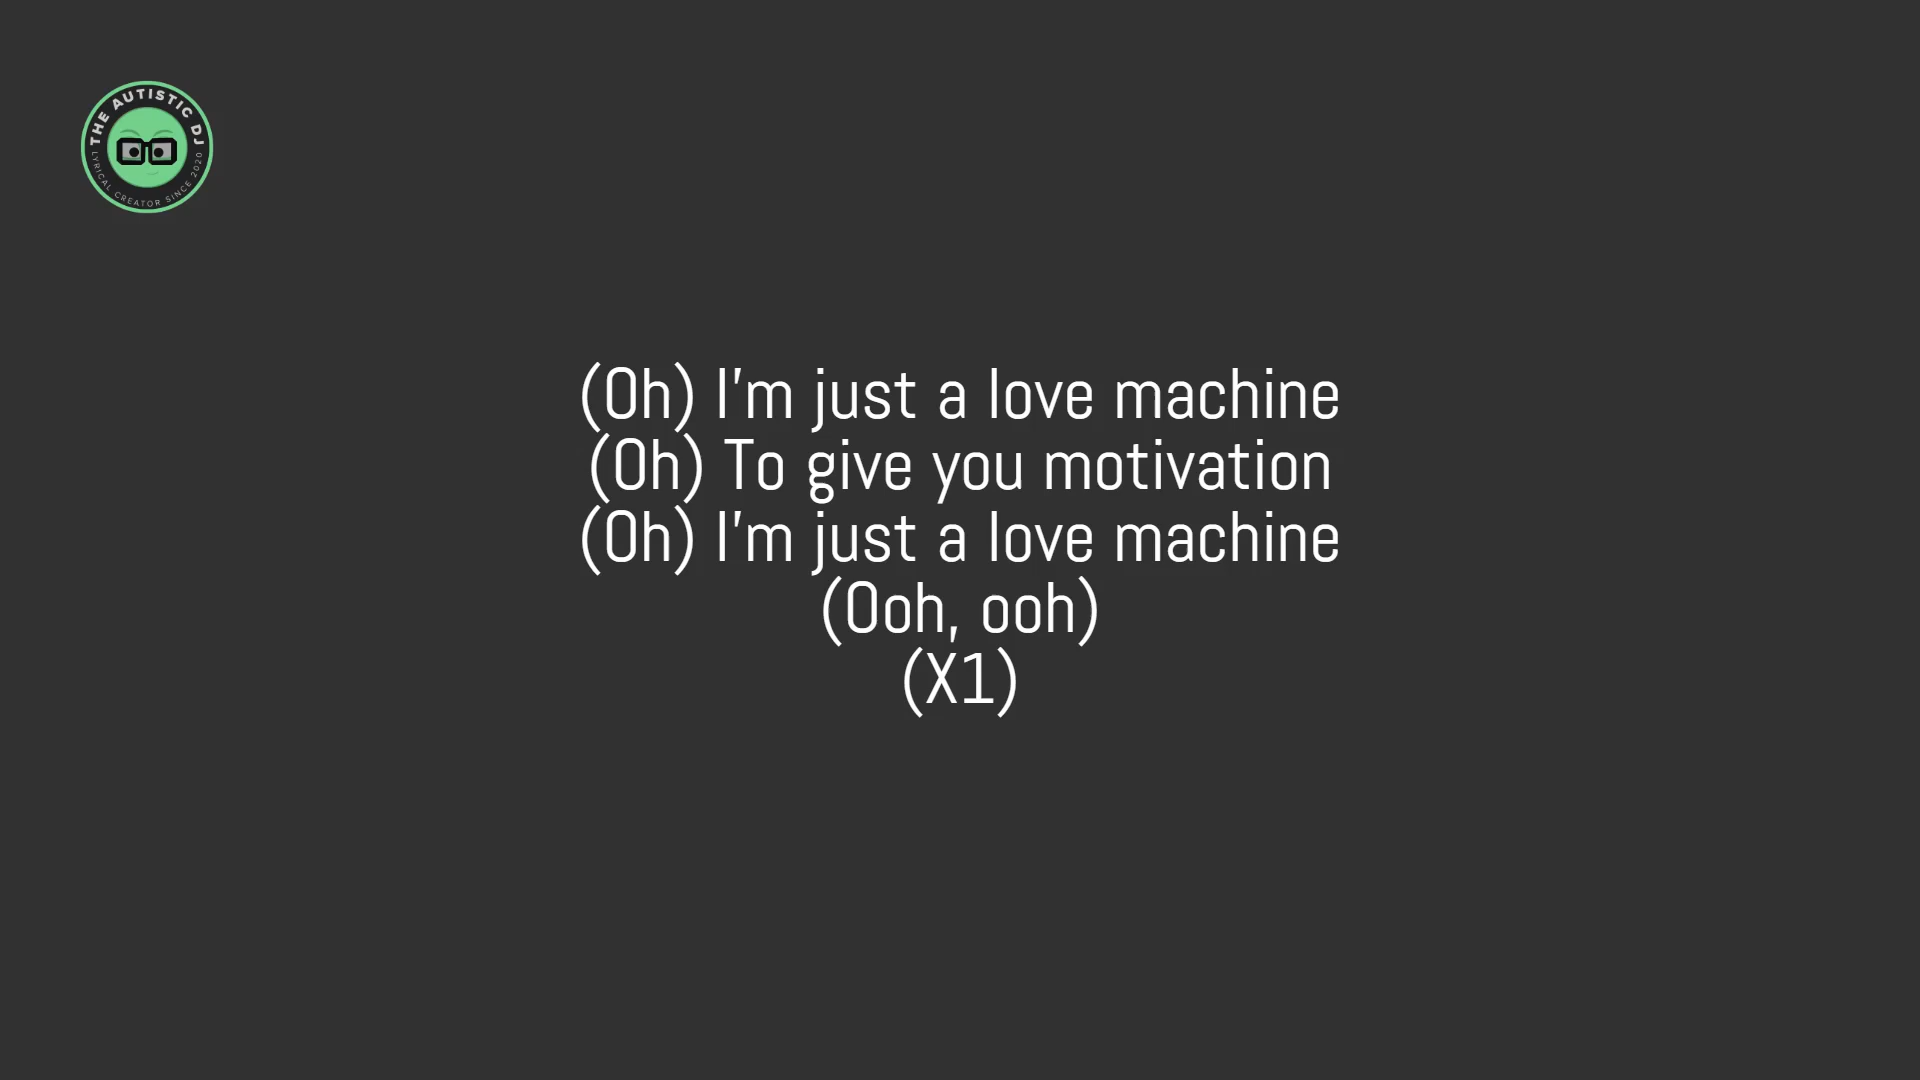 THE AUTISTIC DJ
LYRICAL CREATOR SINCE 2020
(Oh) I'm just a love machine
(Oh) To give you motivation
(Oh) I'm just a love machine
(Ooh, ooh)
(X1)